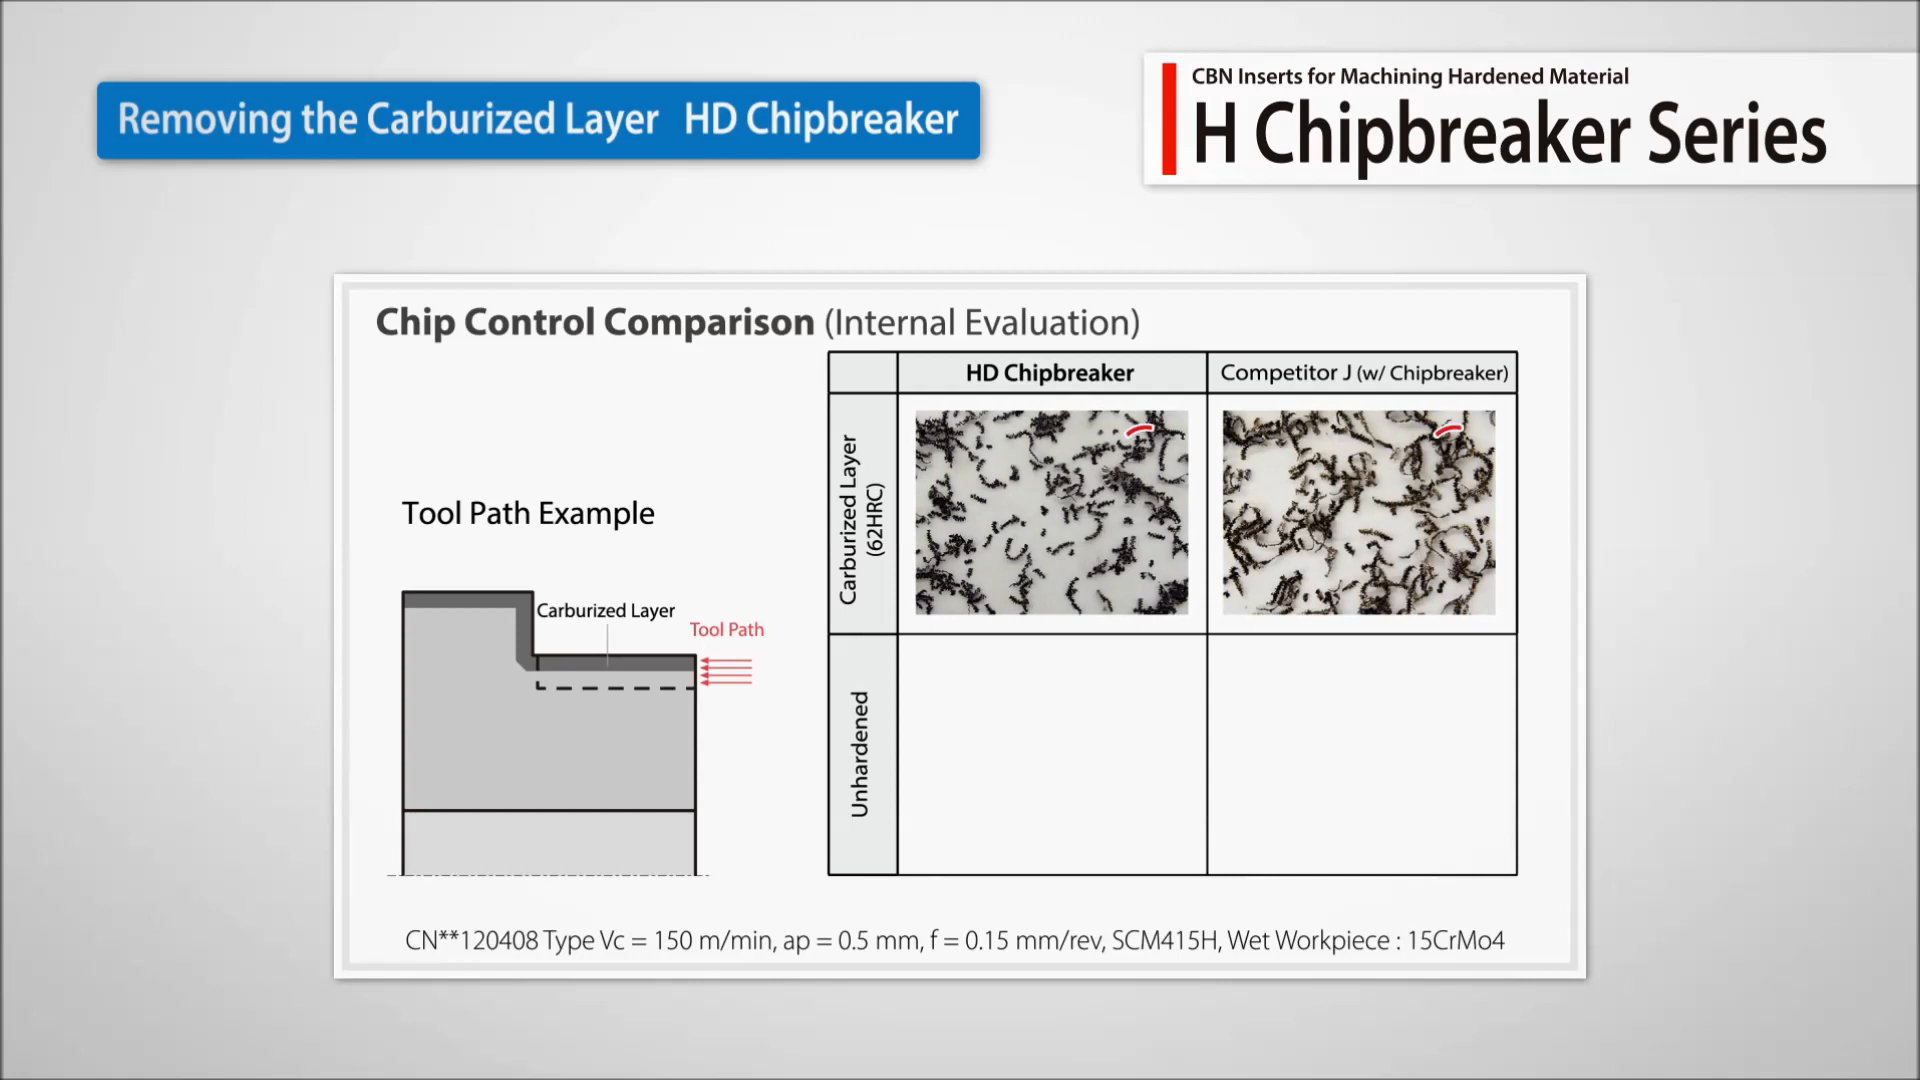 Removing the Carburized Layer HD Chipbreaker
CBN Inserts for Machining Hardened Material
H Chipbreaker Series
Chip Control Comparison (Internal Evaluation)
HD Chipbreaker
Competitor J (w/ Chipbreaker)
Carburized Layer
(62HRC)
Tool Path Example
Carburized Layer
Tool Path
Unhardened
CN**120408 Type Vc = 150 m/min, ap = 0.5 mm, f = 0.15 mm/rev, SCM415H, Wet Workpiece : 15CrMo4